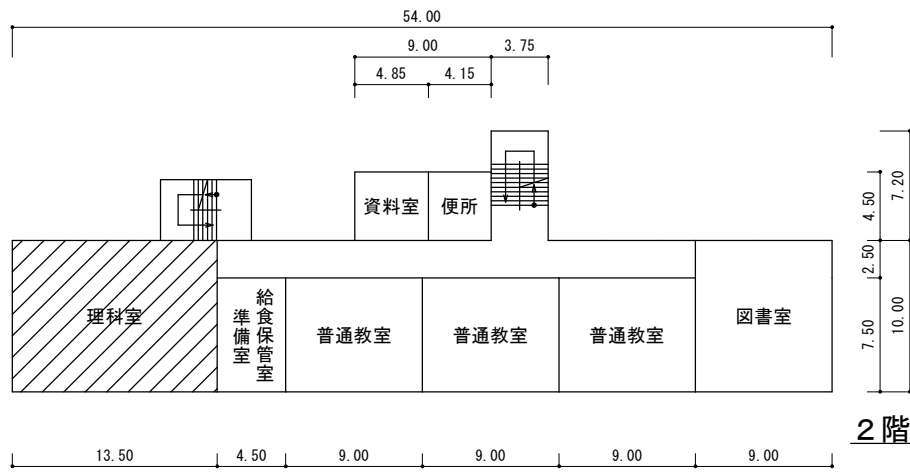 54.00
9.00 3.75
4.85 4.15
資料室 便所
4.50
7.20
理科室
給食保管室
準備室
普通教室 普通教室 普通教室 図書室
2.50
7.50
10.00
2階
13.50 4.50 9.00 9.00 9.00 9.00